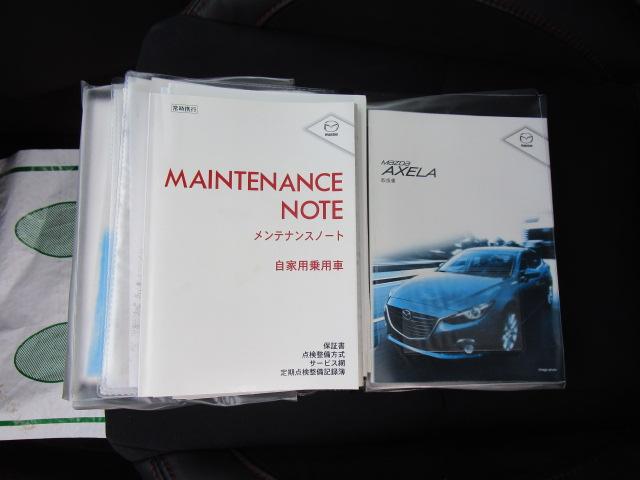 常時携行
mazda
MAINTENANCE
NOTE
メンテナンスノート
自家用乗用車
保証書
点検整備方式
サービス網
定期点検整備記録簿
mazda
mazda
AXELA
取扱書